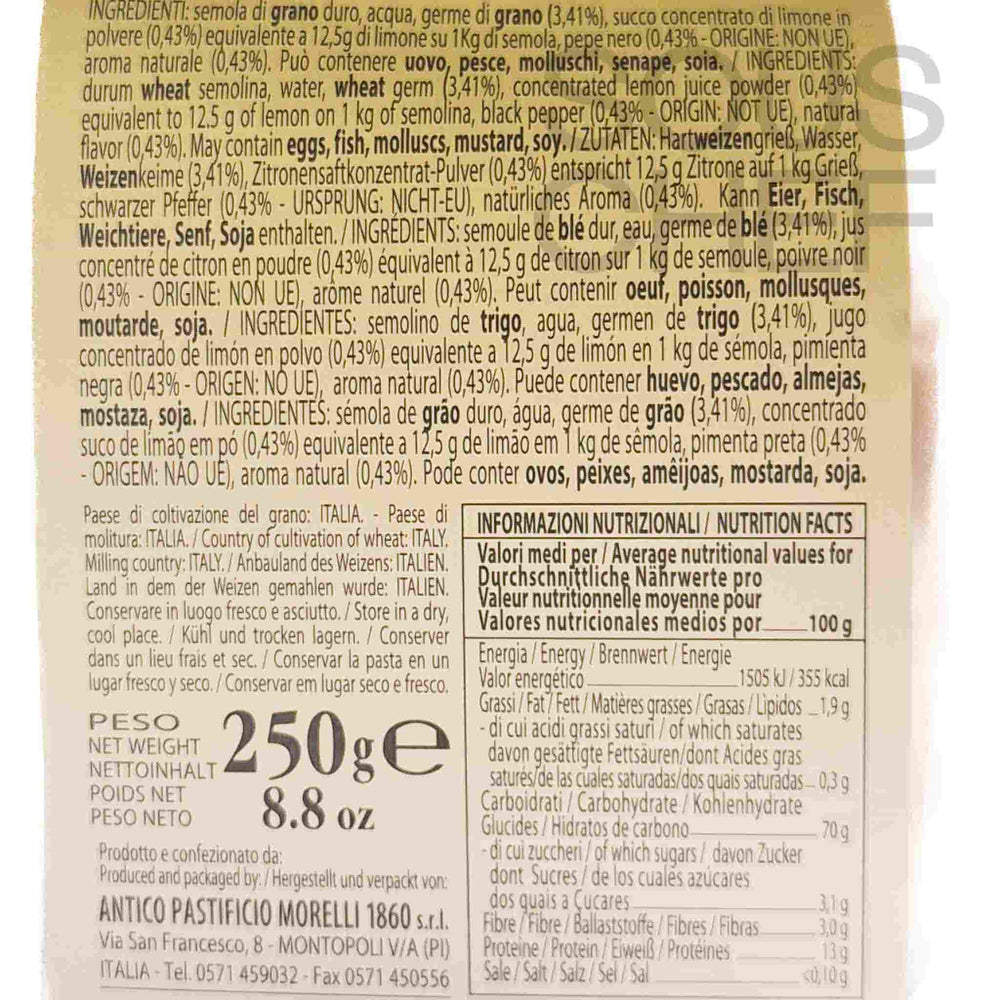 INGREDIENTI: semola di grano duro, acqua, germe di grano (3,41%), succo concentrato di limone in
polvere (0,43%) equivalente a 12,5g di limone su 1Kg di semola, pepe nero (0,43% - ORIGINE: NON UE),
aroma naturale (0,43%). Può contenere uovo, pesce, molluschi, senape, soia. / INGREDIENTS:
durum wheat semolina, water, wheat germ (3,41%), concentrated lemon juice powder (0,43%)
equivalent to 12.5 g of lemon on 1 kg of semolina, black pepper (0,43% - ORIGIN: NOT UE), natural
flavor (0,43%). May contain eggs, fish, molluscs, mustard, soy. / ZUTATEN: Hartweizengrieß, Wasser,
Weizenkeime (3,41%), Zitronensaftkonzentrat-Pulver (0,43%) entspricht 12,5 g Zitrone auf 1 kg Grieß,
schwarzer Pfeffer (0,43% - URSPRUNG: NICHT-EU), natürliches Aroma (0,43%). Kann Eier, Fisch,
Weichtiere, Senf, Soja enthalten. / INGRÉDIENTS: semoule de blé dur, eau, germe de blé (3,41%), jus
concentré de citron en poudre (0,43%) équivalent à 12,5 g de citron sur 1 kg de semoule, poivre noir
(0,43% - ORIGINE: NON UE), arôme naturel (0,43%). Peut contenir oeuf, poisson, mollusques,
moutarde, soja. / INGREDIENTES: semolino de trigo, agua, germen de trigo (3,41%), jugo
concentrado de limón en polvo (0,43%) equivalente a 12,5 g de limón en 1 kg de sémola, pimienta
negra (0,43% - ORIGEN: NO UE), aroma natural (0,43%). Puede contener huevo, pescado, almejas,
mostaza, soja. / INGREDIENTES: sémola de grão duro, água, germe de grão (3,41%), concentrado
suco de limão em pó (0,43%) equivalente a 12,5 g de limão em 1 kg de sêmola, pimenta preta (0,43%
- ORIGEM: NÃO UE), aroma natural (0,43%). Pode conter ovos, peixes, amêijoas, mostarda, soja.
Paese di coltivazione del grano: ITALIA. - Paese di
molitura: ITALIA. / Country of cultivation of wheat: ITALY.
Milling country: ITALY. / Anbauland des Weizens: ITALIEN.
Land in dem der Weizen gemahlen wurde: ITALIEN.
Conservare in luogo fresco e asciutto. / Store in a dry,
cool place. / Kühl und trocken lagern. / Conserver
dans un lieu frais et sec. / Conservar la pasta en un
lugar fresco y seco. / Conservar em lugar seco e fresco.
PESO
NET WEIGHT
NETTOINHALT
POIDS NET
PESO NETO
250g e
8.8 oz
Prodotto e confezionato da:
Produced and packaged by: / Hergestellt und verpackt von:
ANTICO PASTIFICIO MORELLI 1860 s.r.l.
Via San Francesco, 8 - MONTOPOLI V/A (PI)
ITALIA - Tel. 0571 459032 - Fax 0571 450556
INFORMAZIONI NUTRIZIONALI / NUTRITION FACTS
Valori medi per / Average nutritional values for
Durchschnittliche Nährwerte pro
Valeur nutritionnelle moyenne pour
Valores nutricionales medios por 100 g
Energia / Energy / Brennwert / Energie
Valor energético 1505 kJ / 355 kcal
Grassi / Fat / Fett / Matières grasses / Grasas / Lipidos 1,9 g
- di cui acidi grassi saturi / of which saturates
davon gesättigte Fettsäuren/dont Acides gras
saturés/de las cuales saturadas/dos quais saturadas 0,3 g
Carboidrati / Carbohydrate / Kohlenhydrate
Glucides / Hidratos de carbono 70 g
- di cui zuccheri / of which sugars / davon Zucker
dont Sucres / de los cuales azúcares
dos quais a Çucares 3,1 g
Fibre / Fibre / Ballaststoffe / Fibres / Fibras 3,0 g
Proteine / Protein / Eiweiß / Protéines 13 g
Sale / Salt / Salz / Sel / Sal <0,10 g